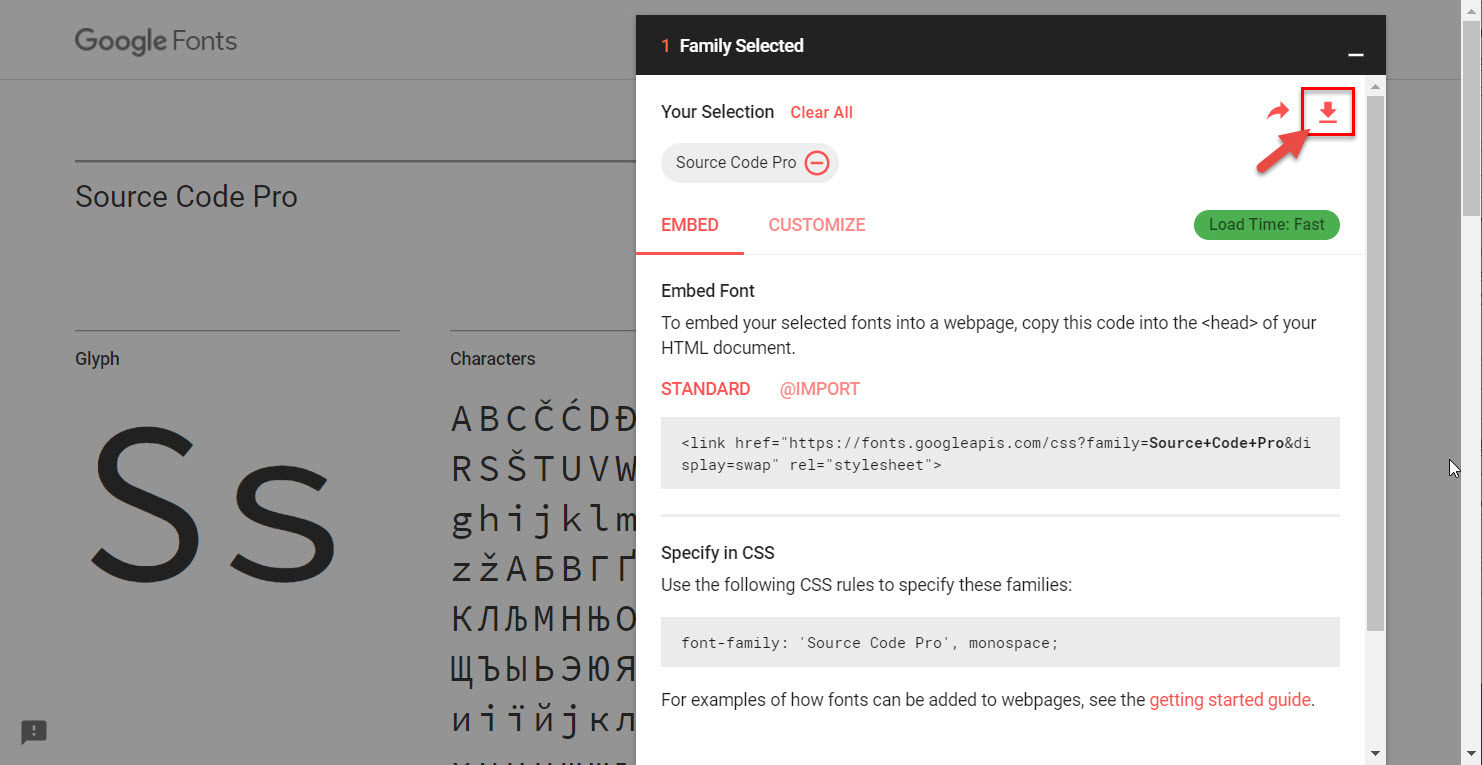 Google Fonts
1 Family Selected
Your Selection Clear All
Source Code Pro
EMBED CUSTOMIZE Load Time: Fast
Embed Font
To embed your selected fonts into a webpage, copy this code into the <head> of your
HTML document.
STANDARD @IMPORT
<link href="https://fonts.googleapis.com/css?family=Source+Code+Pro&di
splay=swap" rel="stylesheet">
Specify in CSS
Use the following CSS rules to specify these families:
font-family: 'Source Code Pro', monospace;
For examples of how fonts can be added to webpages, see the getting started guide.
Source Code Pro
Glyph
Ss
Characters
ABCČĆDĐ
RSŠTUVW
ghijklm
zžАБВГҐ
КЛЉМНЊО
ЩЪЫЬЭЮЯ
иіїйјкл